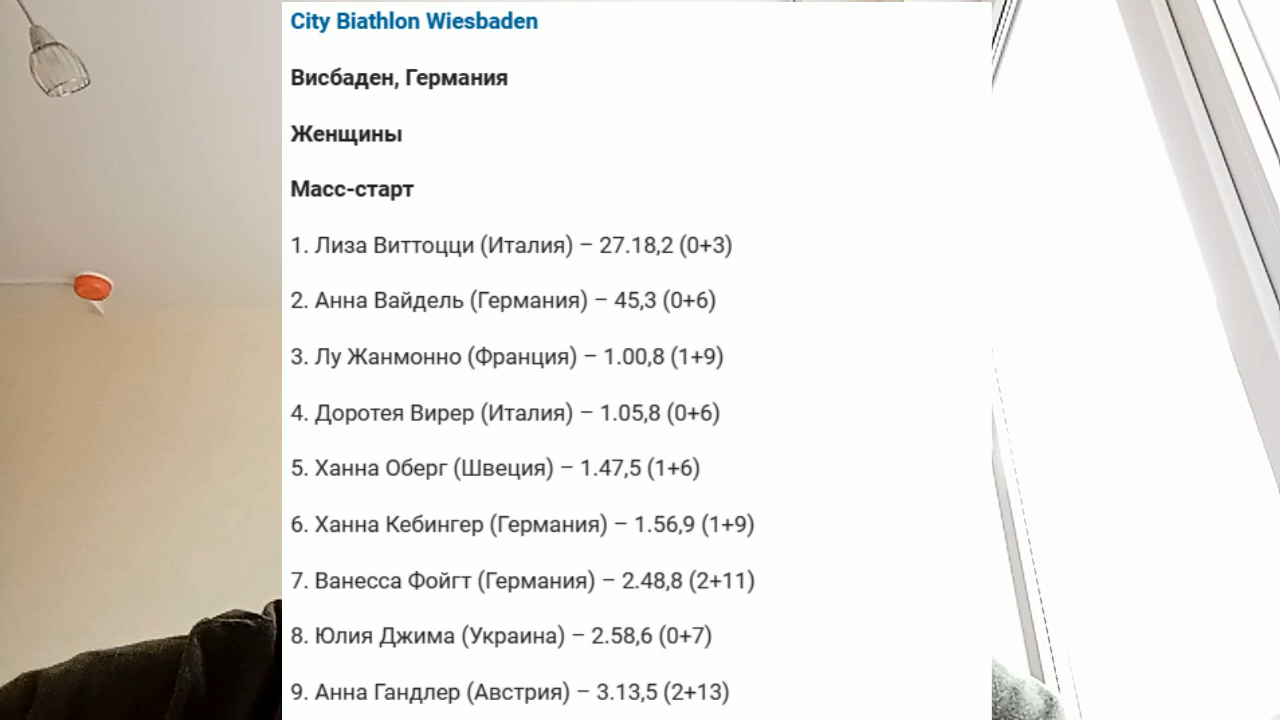 City Biathlon Wiesbaden
Висбаден, Германия
Женщины
Масс-старт
1. Лиза Виттоцци (Италия) – 27.18,2 (0+3)
2. Анна Вайдель (Германия) – 45,3 (0+6)
3. Лу Жанмонно (Франция) – 1.00,8 (1+9)
4. Доротея Вирер (Италия) – 1.05,8 (0+6)
5. Ханна Оберг (Швеция) – 1.47,5 (1+6)
6. Ханна Кебингер (Германия) – 1.56,9 (1+9)
7. Ванесса Фойгт (Германия) – 2.48,8 (2+11)
8. Юлия Джима (Украина) – 2.58,6 (0+7)
9. Анна Гандлер (Австрия) – 3.13,5 (2+13)